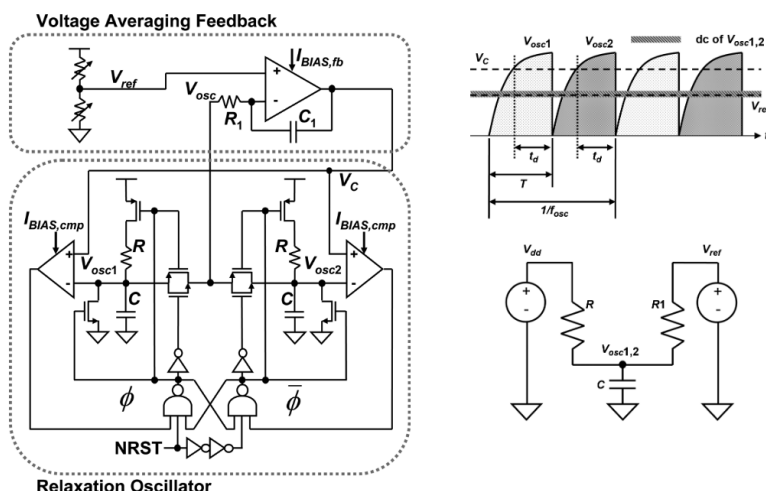 Voltage Averaging Feedback
V_ref
V_osc
I_BIAS,fb
+
-
R_1
C_1
V_C
I_BIAS,cmp
I_BIAS,cmp
+
-
+
-
R
R
V_osc1
V_osc2
C
C
ϕ
ϕ̅
NRST
Relaxation Oscillator
V_osc1
V_osc2
dc of V_osc1,2
V_C
t_d
t_d
T
1/f_osc
V_dd
V_ref
+
-
+
-
R
R1
V_osc1,2
C